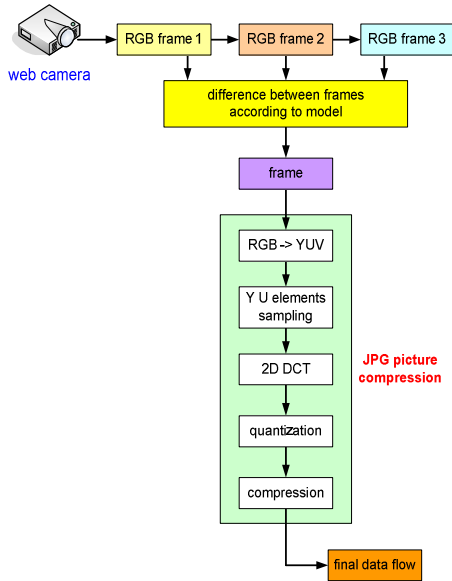 RGB frame 1
RGB frame 2
RGB frame 3
web camera
difference between frames
according to model
frame
RGB -> YUV
Y U elements
sampling
2D DCT
JPG picture
compression
quantization
compression
final data flow